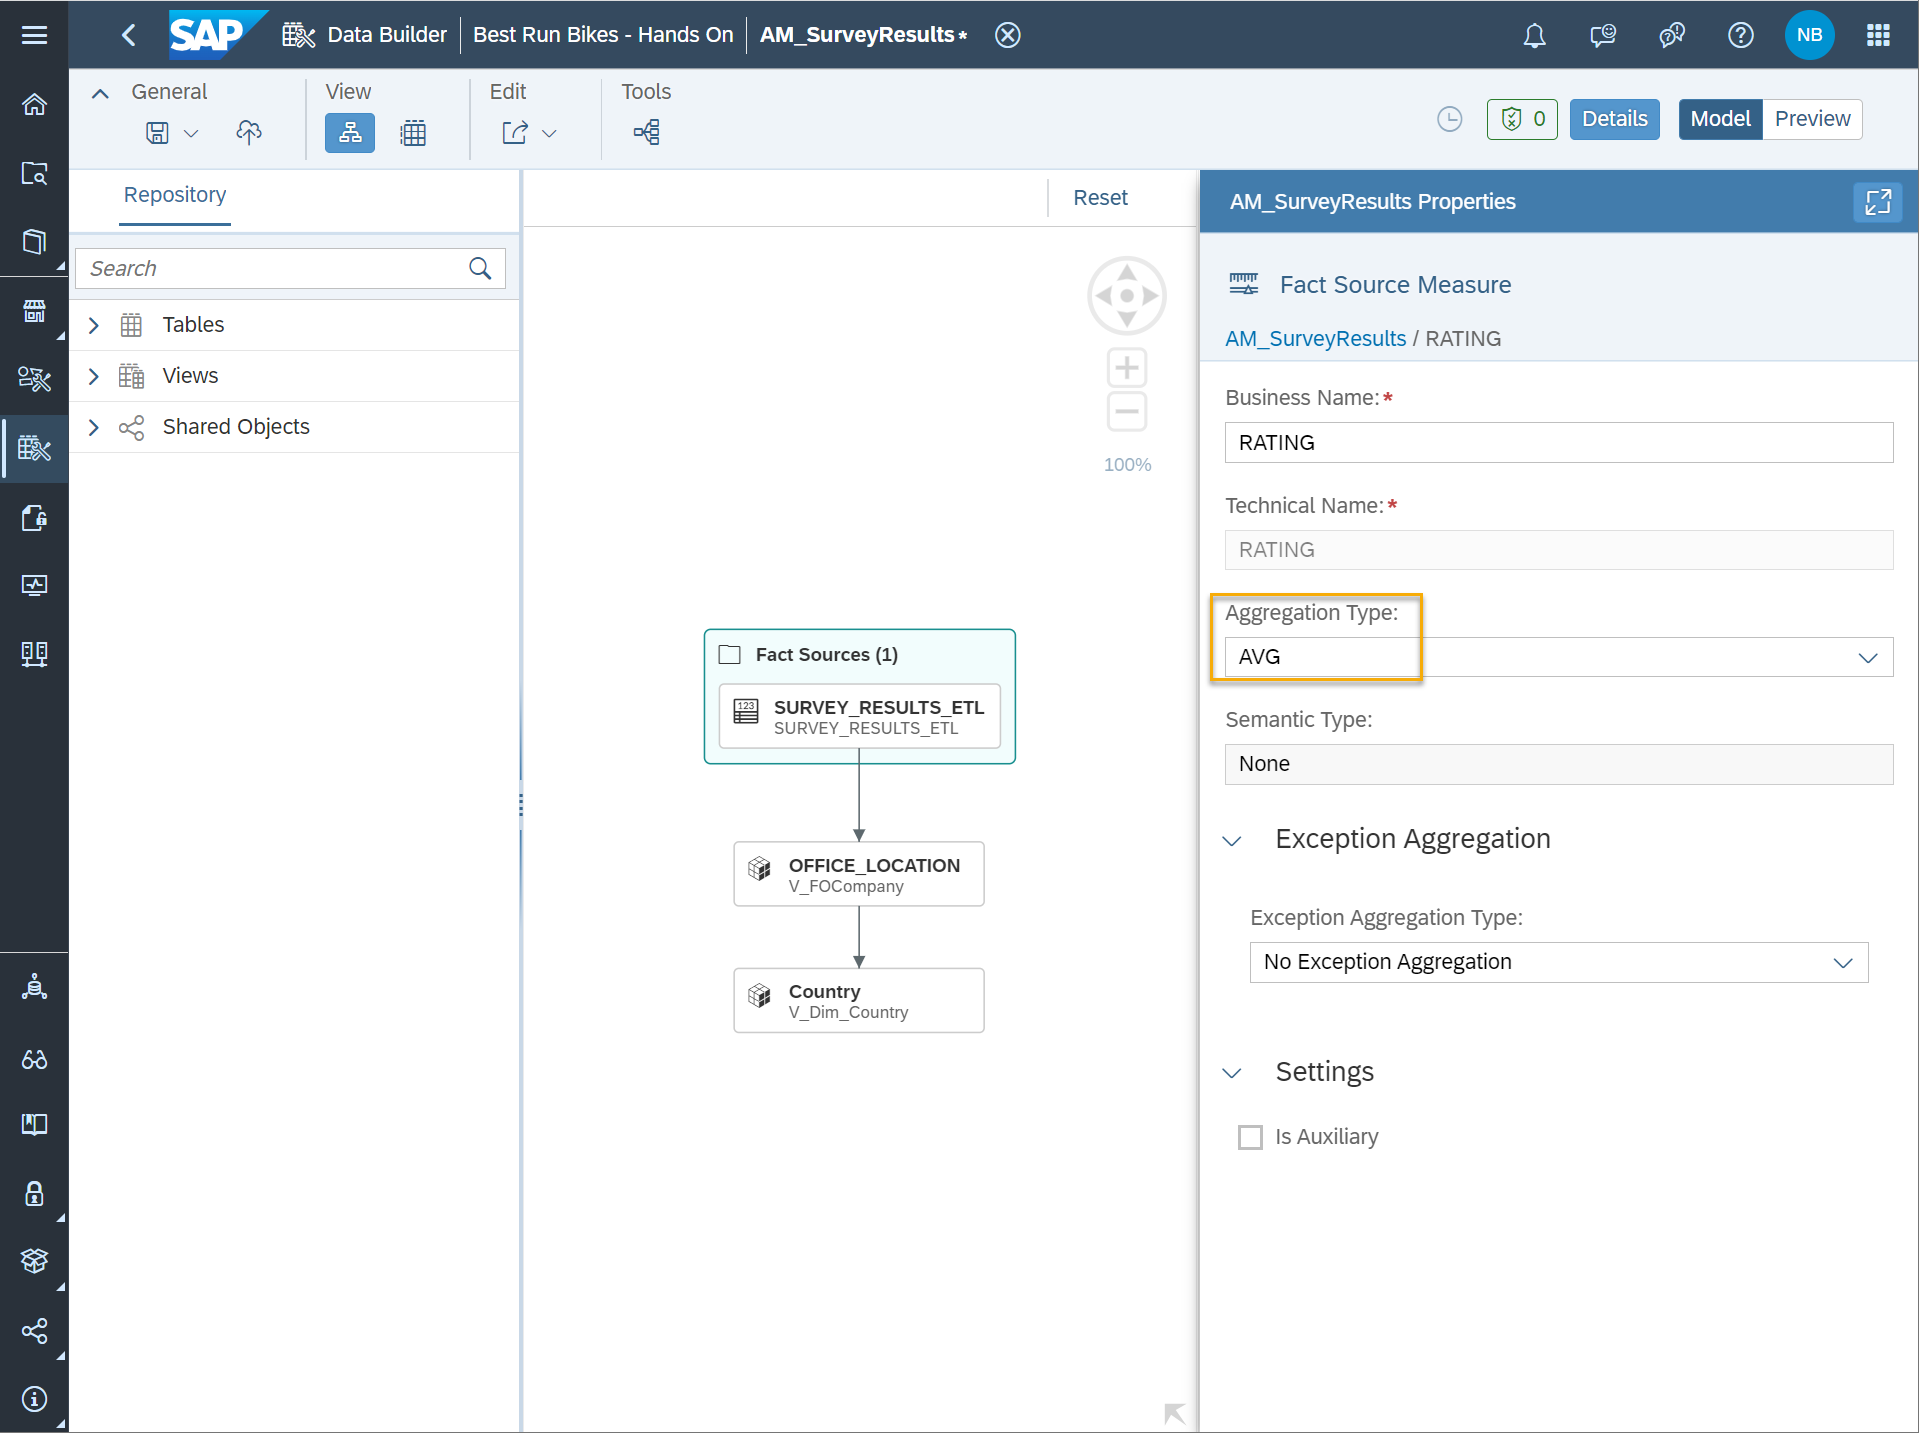 SAP Data Builder Best Run Bikes - Hands On AM_SurveyResults* NB
General View Edit Tools
0 Details Model Preview
Repository
Reset
Search
Tables
Views
Shared Objects
100%
Fact Sources (1)
123 SURVEY_RESULTS_ETL
SURVEY_RESULTS_ETL
OFFICE_LOCATION
V_FOCompany
Country
V_Dim_Country
AM_SurveyResults Properties
Fact Source Measure
AM_SurveyResults / RATING
Business Name:*
RATING
Technical Name:*
RATING
Aggregation Type:
AVG
Semantic Type:
None
Exception Aggregation
Exception Aggregation Type:
No Exception Aggregation
Settings
Is Auxiliary